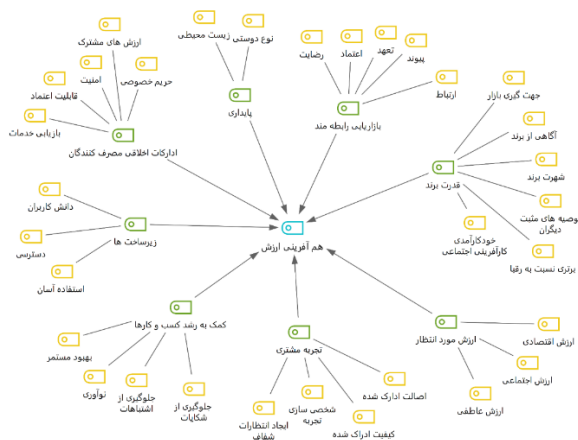 زیست محیطی
نوع دوستی
پایداری
ارزش های مشترک
امنیت
حریم خصوصی
قابلیت اعتماد
بازیابی خدمات
ادارکات اخلاقی مصرف کنندگان
رضایت
اعتماد
تعهد
پیوند
ارتباط
بازاریابی رابطه مند
جهت گیری بازار
آگاهی از برند
شهرت برند
توصیه های مثبت
دیگران
برتری نسبت به رقبا
خودکارآمدی
کارآفرینی اجتماعی
قدرت برند
دانش کاربران
دسترسی
استفاده آسان
زیرساخت ها
هم آفرینی ارزش
کمک به رشد کسب و کارها
بهبود مستمر
نوآوری
جلوگیری از
اشتباهات
جلوگیری از
شکایات
تجربه مشتری
ایجاد انتظارات
شفاف
شخصی سازی
تجربه
کیفیت ادراک شده
اصالت ادارک شده
ارزش مورد انتظار
ارزش اقتصادی
ارزش اجتماعی
ارزش عاطفی